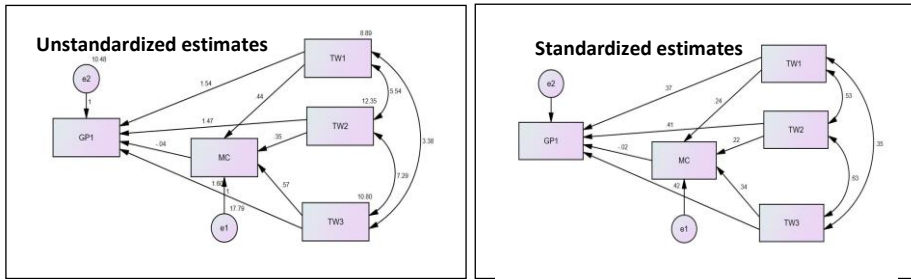 Unstandardized estimates
8.89
TW1
10.48
e2
1
1.54
.44
5.54
12.35
TW2
1.47
GP1
.35
3.38
-.04
MC
7.29
.57
1.60
1
10.80
17.79
TW3
e1
Standardized estimates
TW1
e2
.37
.24
.53
TW2
.41
GP1
.22
.35
-.02
MC
.63
.34
.42
TW3
e1